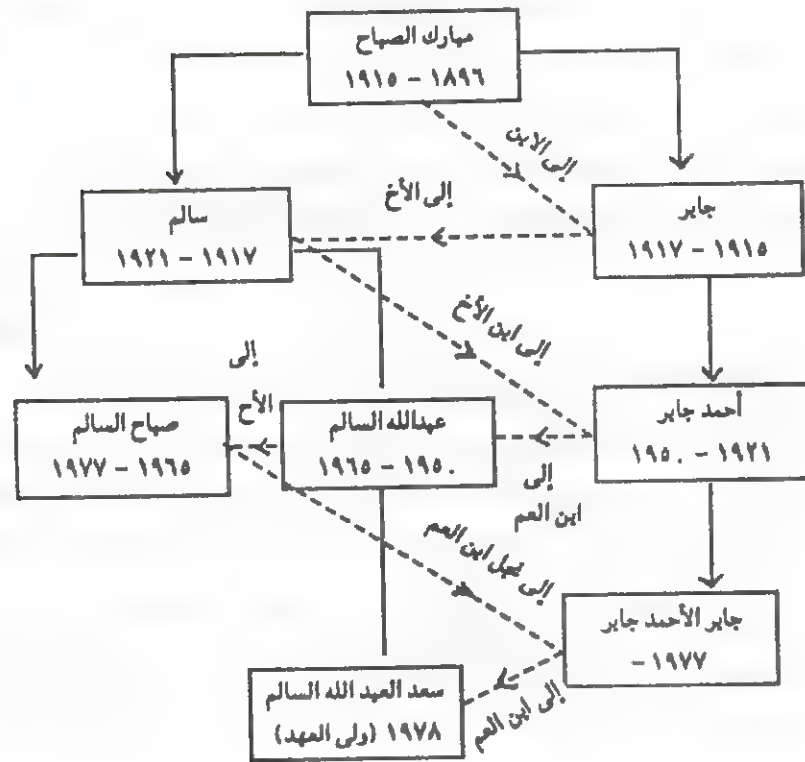 مبارك الصباح
١٨٩٦ – ١٩١٥
إلى الابن
إلى الأخ
جابر
١٩١٥ – ١٩١٧
سالم
١٩١٧ – ١٩٢١
إلى ابن الأخ
أحمد جابر
١٩٢١ – ١٩٥٠
إلى
ابن العم
عبدالله السالم
١٩٥٠ – ١٩٦٥
إلى
الأخ
صباح السالم
١٩٦٥ – ١٩٧٧
إلى نجل ابن العم
جابر الأحمد جابر
١٩٧٧ –
إلى ابن العم
سعد العبد الله السالم
١٩٧٨ (ولى العهد)